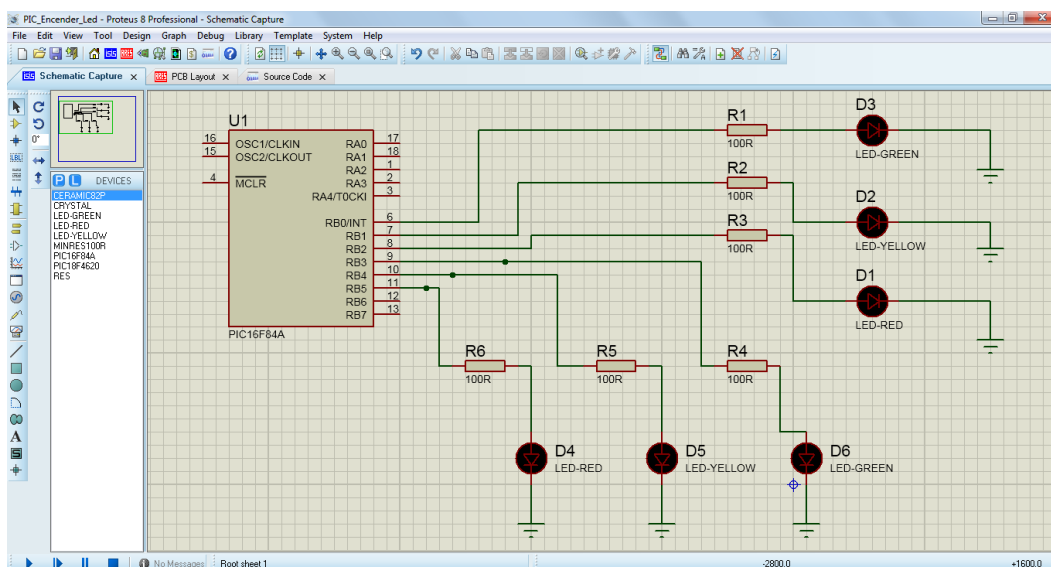 PIC_Encender_Led - Proteus 8 Professional - Schematic Capture
File Edit View Tool Design Graph Debug Library Template System Help
Schematic Capture x PCB Layout x Source Code x
0°
P L DEVICES
CERAMIC82P
CRYSTAL
LED-GREEN
LED-RED
LED-YELLOW
MINRES100R
PIC16F84A
PIC18F4620
RES
U1
16 OSC1/CLKIN
15 OSC2/CLKOUT
4 MCLR
RA0 17
RA1 18
RA2 1
RA3 2
RA4/T0CKI 3
RB0/INT 6
RB1 7
RB2 8
RB3 9
RB4 10
RB5 11
RB6 12
RB7 13
PIC16F84A
R1
100R
D3
LED-GREEN
R2
100R
D2
LED-YELLOW
R3
100R
D1
LED-RED
R6
100R
R5
100R
R4
100R
D4
LED-RED
D5
LED-YELLOW
D6
LED-GREEN
No Messages Root sheet 1 -2800.0 +1600.0